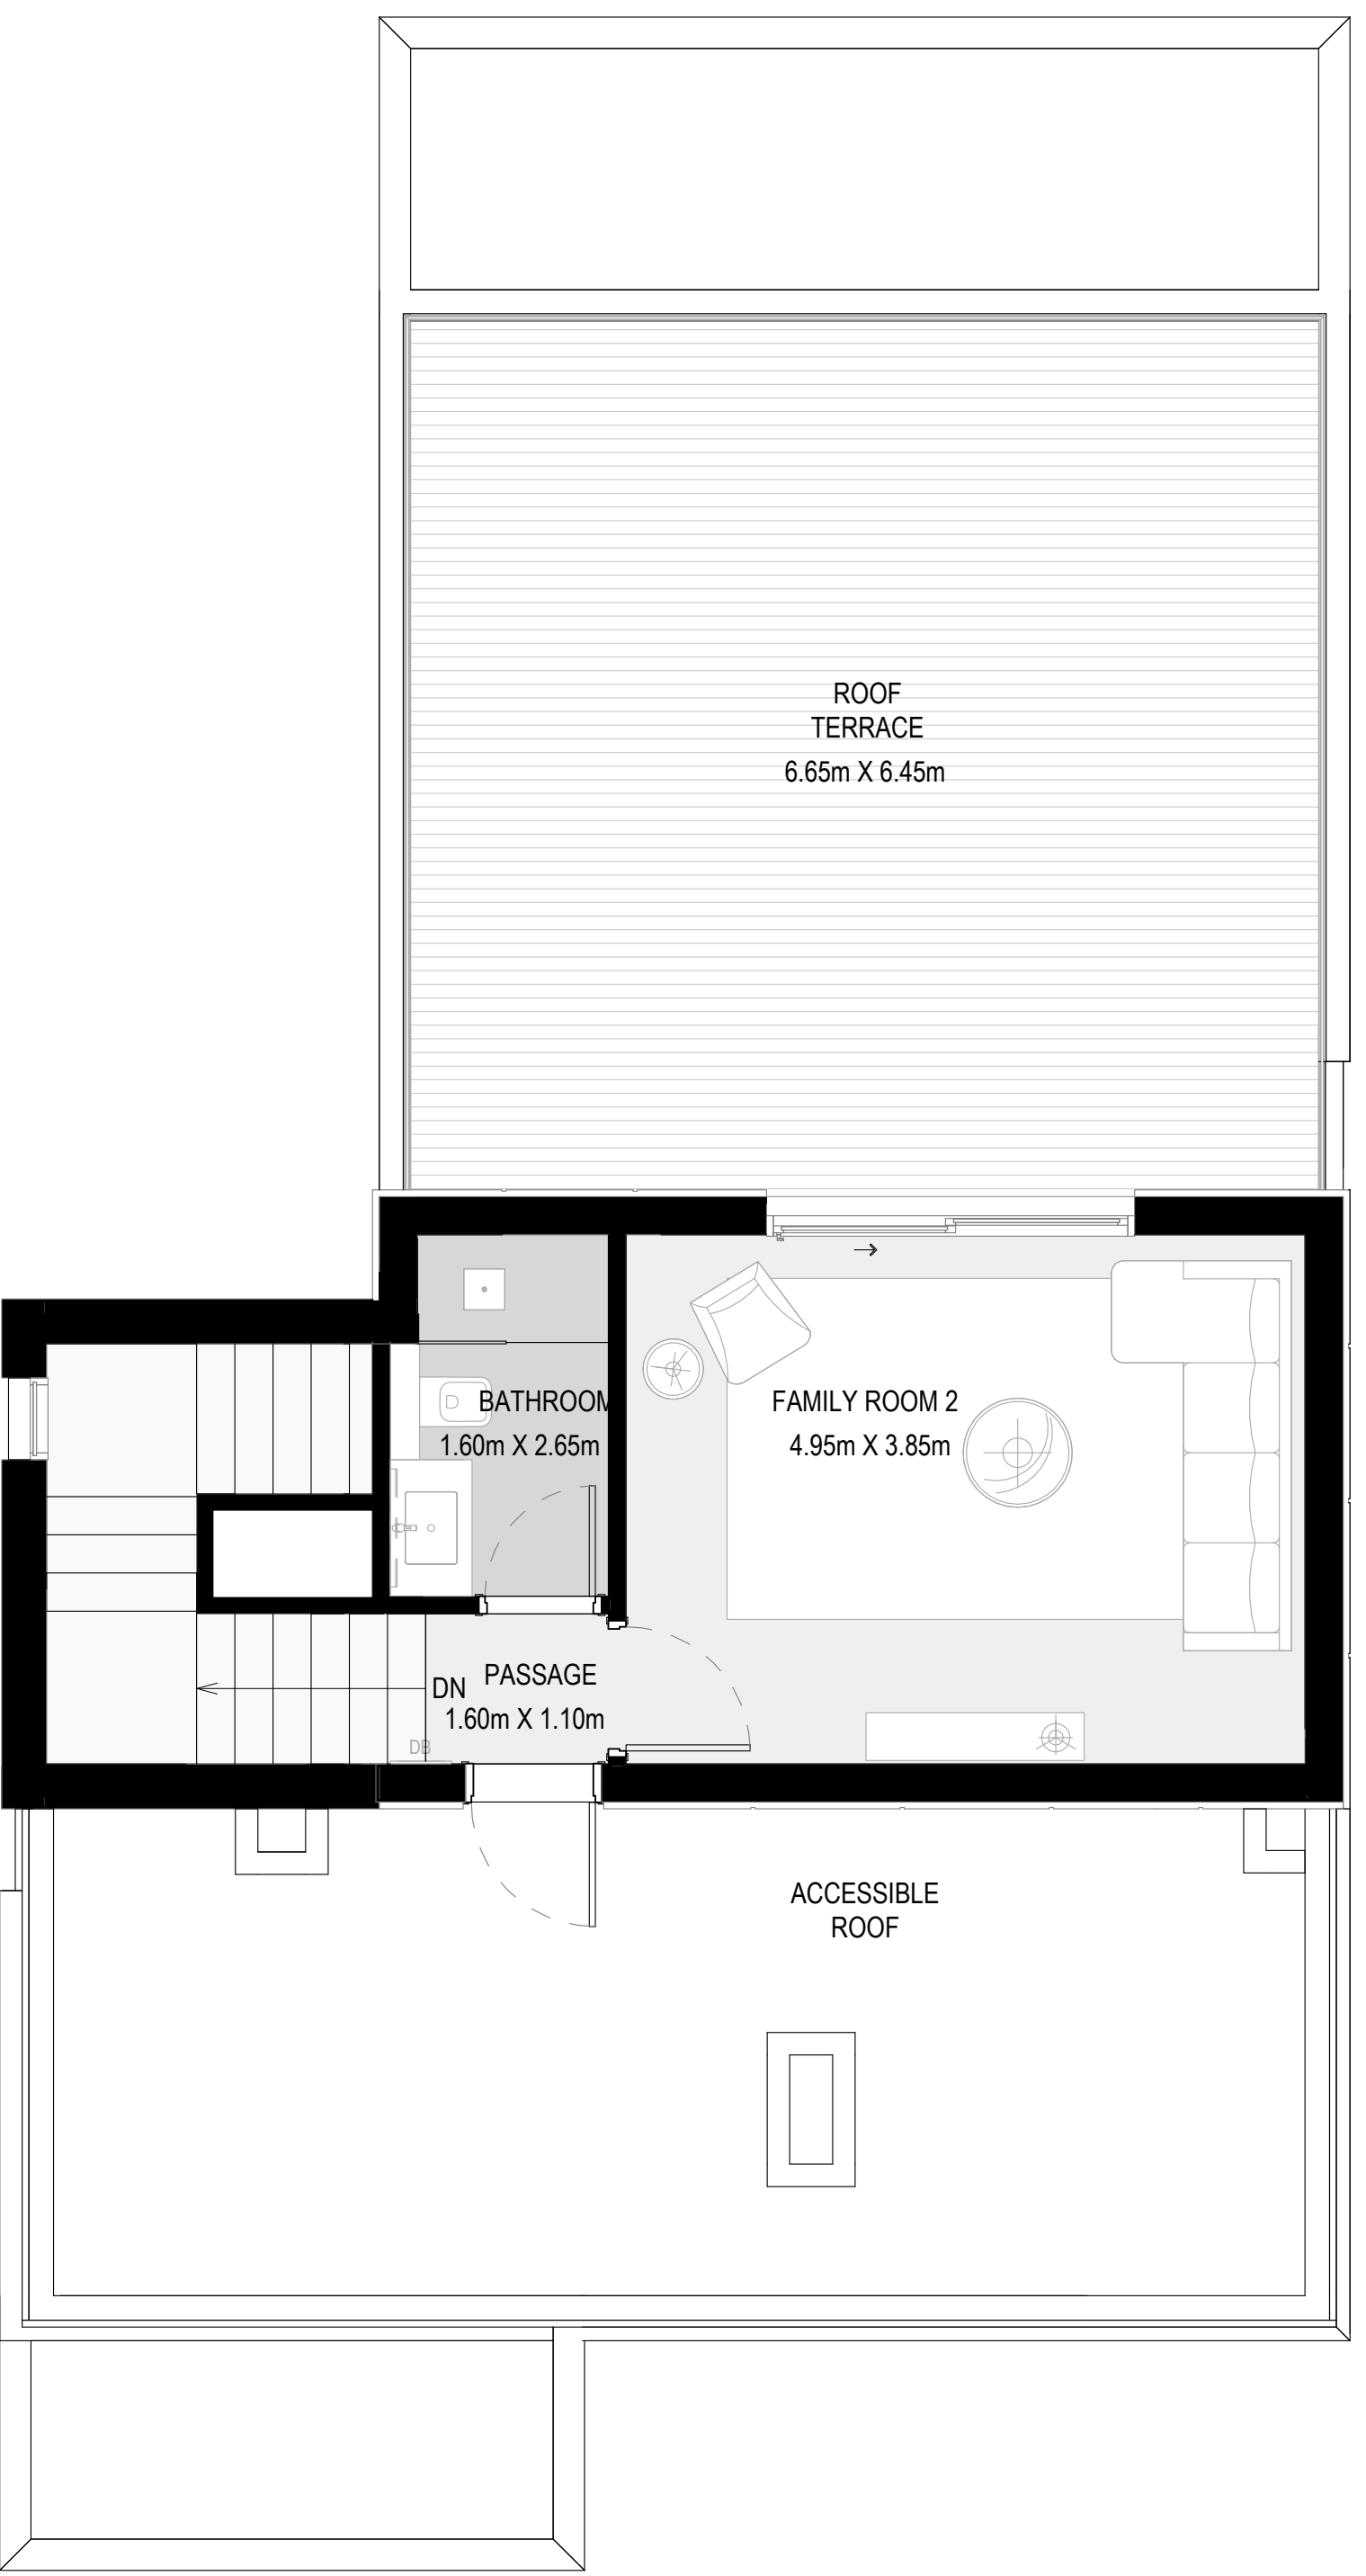 ROOF
TERRACE
6.65m X 6.45m
BATHROOM
1.60m X 2.65m
FAMILY ROOM 2
4.95m X 3.85m
DN
PASSAGE
1.60m X 1.10m
DB
ACCESSIBLE
ROOF